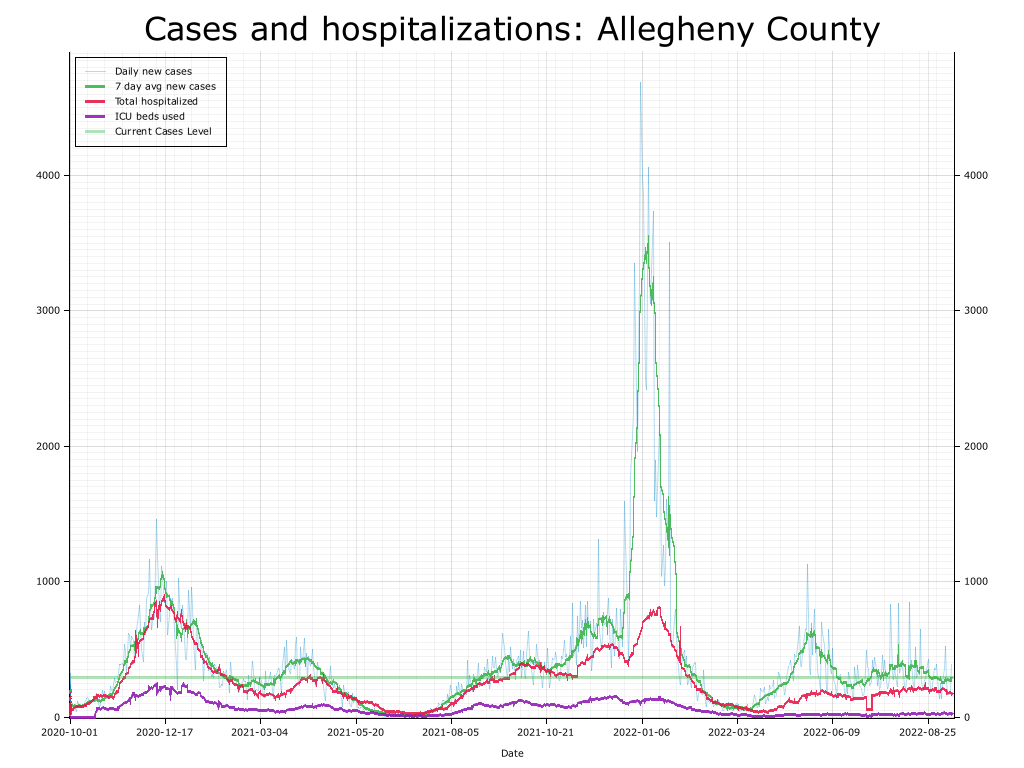 Cases and hospitalizations: Allegheny County
Daily new cases
7 day avg new cases
Total hospitalized
ICU beds used
Current Cases Level
4000 4000
3000 3000
2000 2000
1000 1000
0 0
2020-10-01 2020-12-17 2021-03-04 2021-05-20 2021-08-05 2021-10-21 2022-01-06 2022-03-24 2022-06-09 2022-08-25
Date